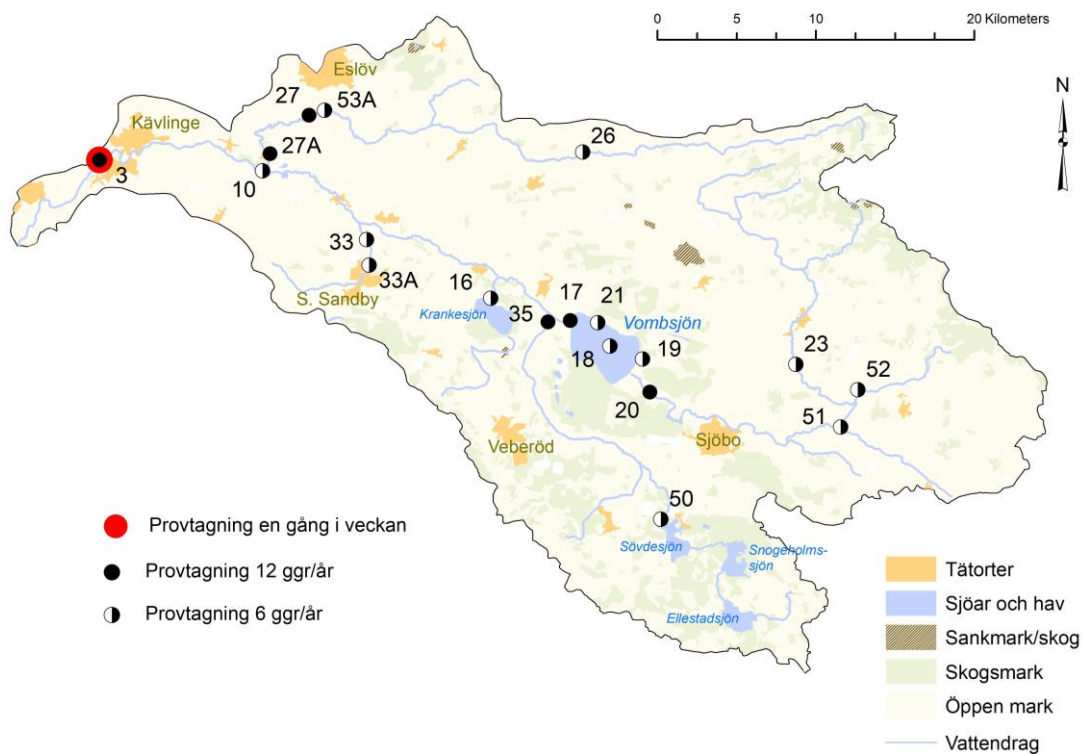 0 5 10 20 Kilometers
N
Eslöv
27 53A
Kävlinge
27A
26
3
10
33
33A
S. Sandby
16
Krankesjön
35
17
21
Vombsjön
18
19
20
23
52
51
Veberöd
Sjöbo
50
Sövdesjön
Snogeholms-
sjön
Ellestadsjön
Provtagning en gång i veckan
Provtagning 12 ggr/år
Provtagning 6 ggr/år
Tätorter
Sjöar och hav
Sankmark/skog
Skogsmark
Öppen mark
Vattendrag